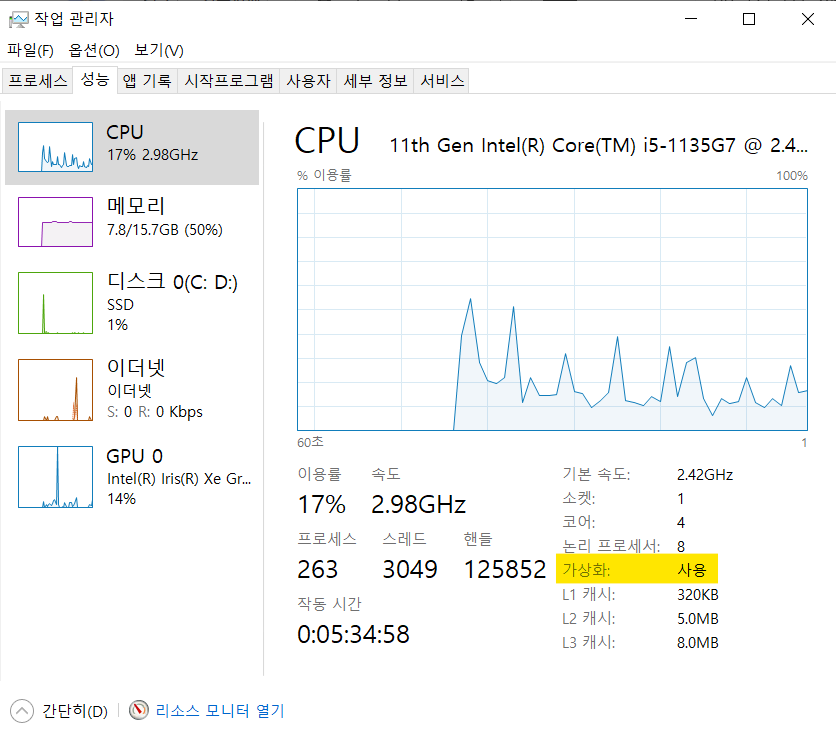 작업 관리자
파일(F) 옵션(O) 보기(V)
프로세스 성능 앱 기록 시작프로그램 사용자 세부 정보 서비스
CPU
17% 2.98GHz
메모리
7.8/15.7GB (50%)
디스크 0(C: D:)
SSD
1%
이더넷
이더넷
S: 0 R: 0 Kbps
GPU 0
Intel(R) Iris(R) Xe Gr...
14%
CPU 11th Gen Intel(R) Core(TM) i5-1135G7 @ 2.4...
% 이용률 100%
60초 1
이용률 속도
17% 2.98GHz
프로세스 스레드 핸들
263 3049 125852
작동 시간
0:05:34:58
기본 속도: 2.42GHz
소켓: 1
코어: 4
논리 프로세서: 8
가상화: 사용
L1 캐시: 320KB
L2 캐시: 5.0MB
L3 캐시: 8.0MB
간단히(D) 리소스 모니터 열기